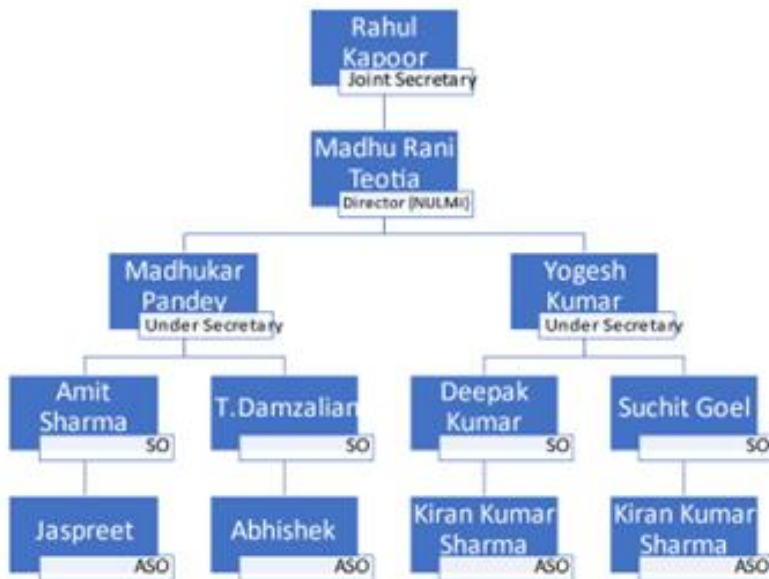 Rahul
Kapoor
Joint Secretary
Madhu Rani
Teotia
Director (NULM)
Madhukar
Pandey
Under Secretary
Yogesh
Kumar
Under Secretary
Amit
Sharma
SO
T.Damzalian
SO
Deepak
Kumar
SO
Suchit Goel
SO
Jaspreet
ASO
Abhishek
ASO
Kiran Kumar
Sharma
ASO
Kiran Kumar
Sharma
ASO